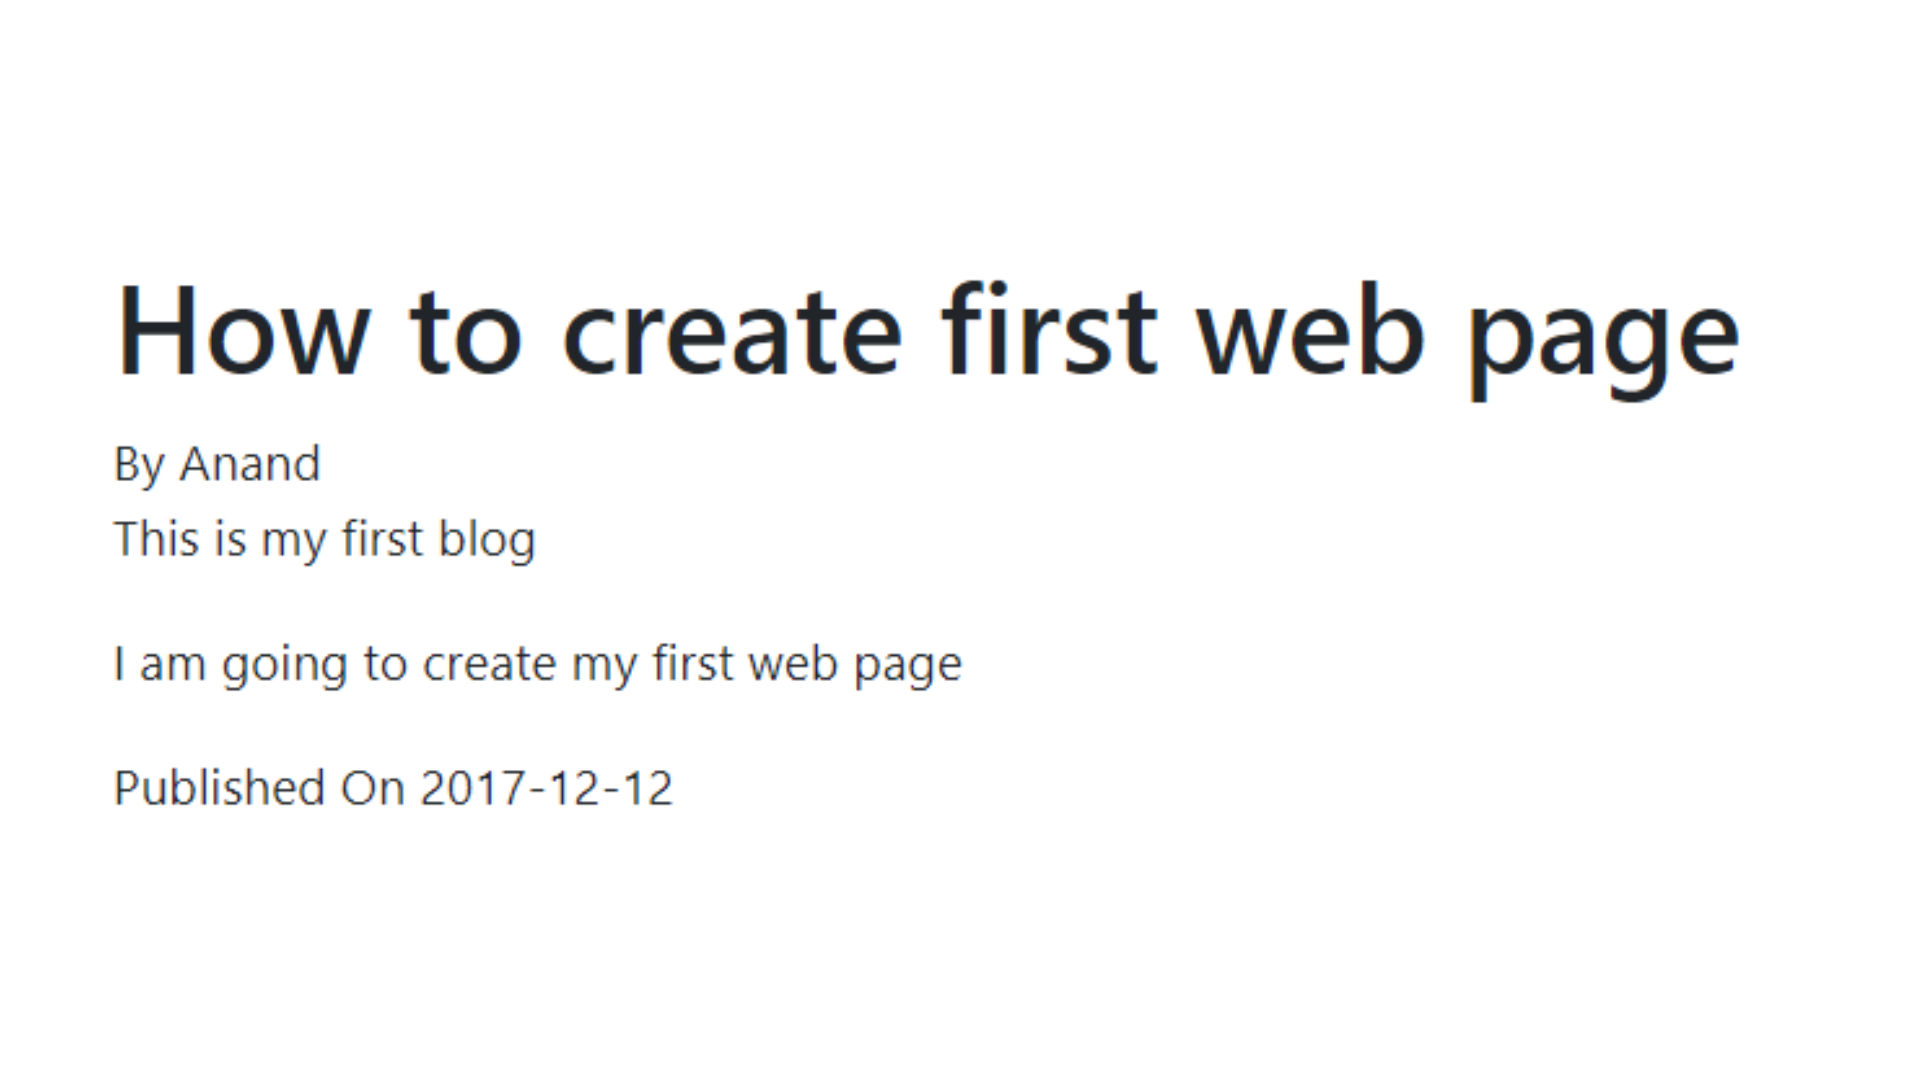 How to create first web page
By Anand
This is my first blog
I am going to create my first web page
Published On 2017-12-12